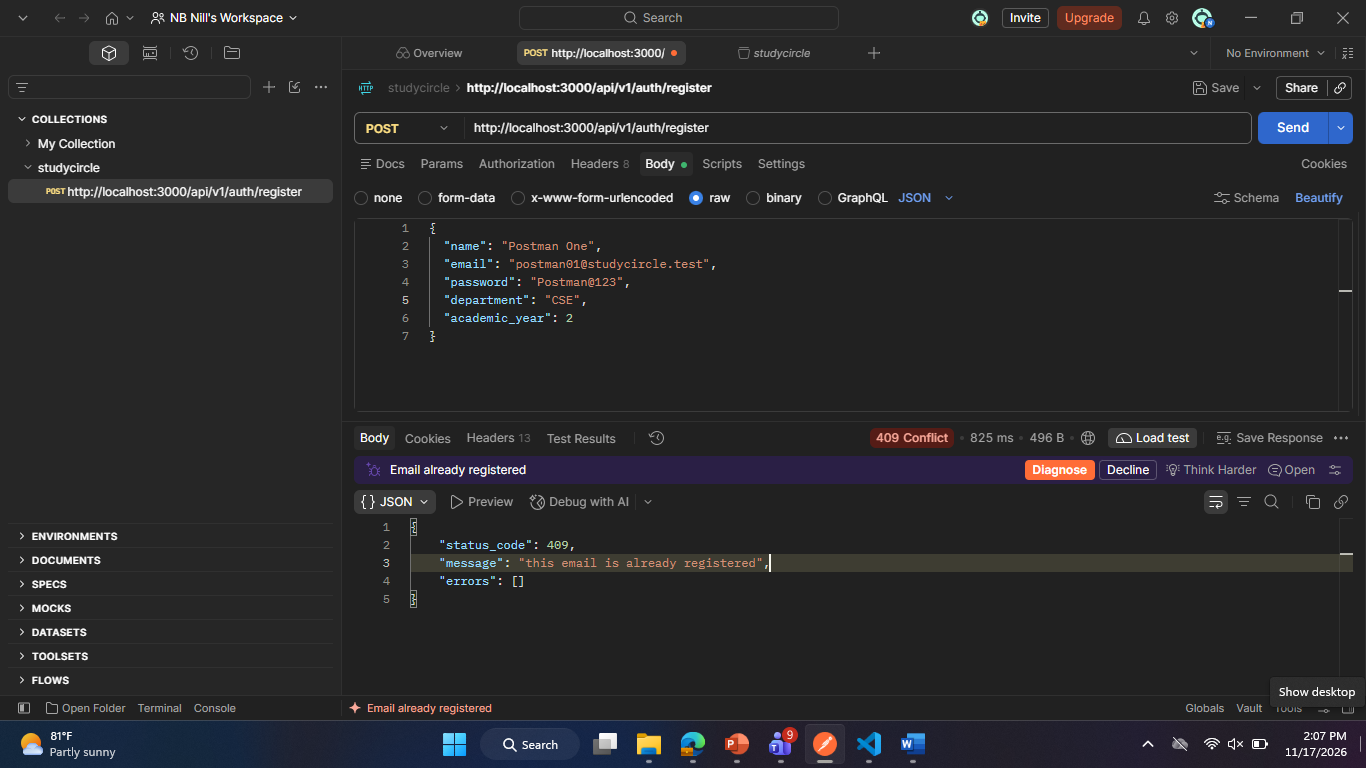 NB Nill's Workspace
Search
Invite
Upgrade
Overview
POST http://localhost:3000/
studycircle
No Environment
studycircle > http://localhost:3000/api/v1/auth/register
Save
Share
COLLECTIONS
My Collection
studycircle
POST http://localhost:3000/api/v1/auth/register
POST
http://localhost:3000/api/v1/auth/register
Send
Docs
Params
Authorization
Headers 8
Body
Scripts
Settings
Cookies
none
form-data
x-www-form-urlencoded
raw
binary
GraphQL
JSON
Schema
Beautify
1 {
2 "name": "Postman One",
3 "email": "postman01@studycircle.test",
4 "password": "Postman@123",
5 "department": "CSE",
6 "academic_year": 2
7 }
Body
Cookies
Headers 13
Test Results
409 Conflict
825 ms
496 B
Load test
e.g. Save Response
Email already registered
Diagnose
Decline
Think Harder
Open
{} JSON
Preview
Debug with AI
1 {
2 "status_code": 409,
3 "message": "this email is already registered",
4 "errors": []
5 }
ENVIRONMENTS
DOCUMENTS
SPECS
MOCKS
DATASETS
TOOLSETS
FLOWS
Show desktop
Open Folder
Terminal
Console
Email already registered
Globals
Vault
Tools
81°F
Partly sunny
Search
9
2:07 PM
11/17/2026